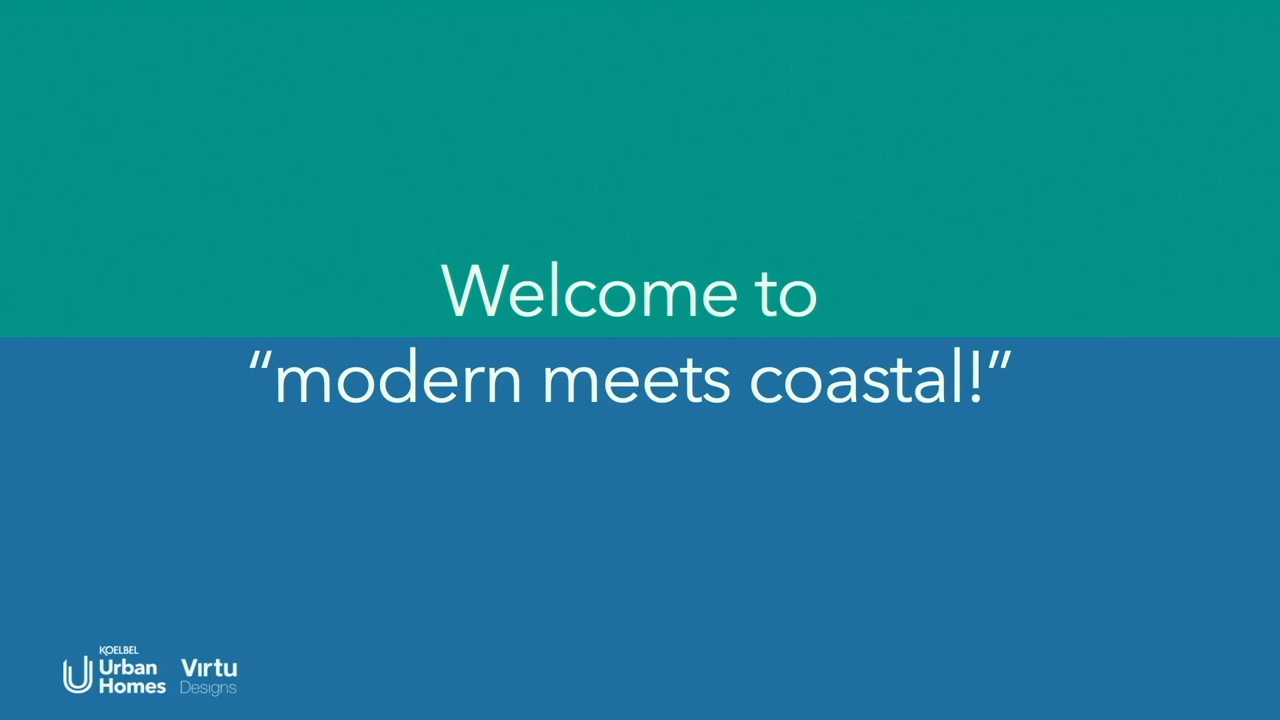 Welcome to
“modern meets coastal!”
KOELBEL
Urban
Homes
Virtu
Designs